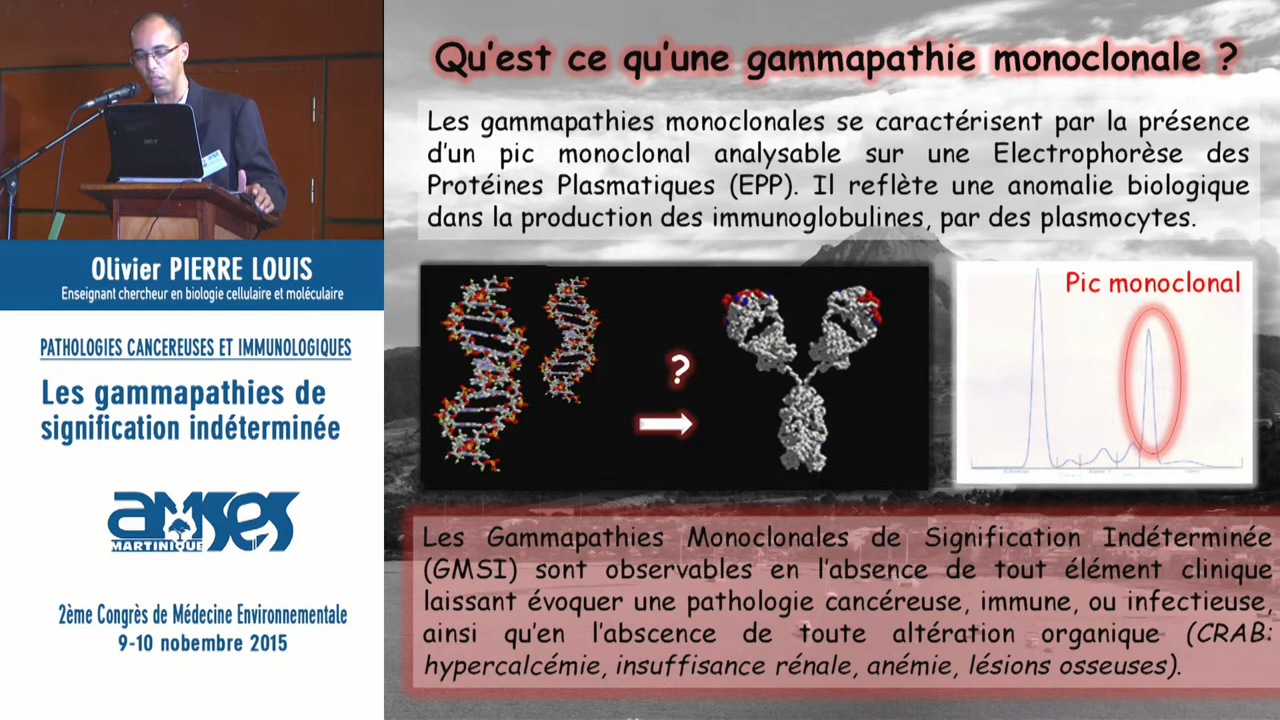 Qu'est ce qu'une gammapathie monoclonale ?
Les gammapathies monoclonales se caractérisent par la présence
d'un pic monoclonal analysable sur une Electrophorèse des
Protéines Plasmatiques (EPP). Il reflète une anomalie biologique
dans la production des immunoglobulines, par des plasmocytes.
?
Pic monoclonal
Les Gammapathies Monoclonales de Signification Indéterminée
(GMSI) sont observables en l'absence de tout élément clinique
laissant évoquer une pathologie cancéreuse, immune, ou infectieuse,
ainsi qu'en l'abscence de toute altération organique (CRAB:
hypercalcémie, insuffisance rénale, anémie, lésions osseuses).
acer
Olivier PIERRE LOUIS
Enseignant chercheur en biologie cellulaire et moléculaire
PATHOLOGIES CANCEREUSES ET IMMUNOLOGIQUES
Les gammapathies de
signification indéterminée
AMSES
MARTINIQUE
2ème Congrès de Médecine Environnementale
9-10 nobembre 2015